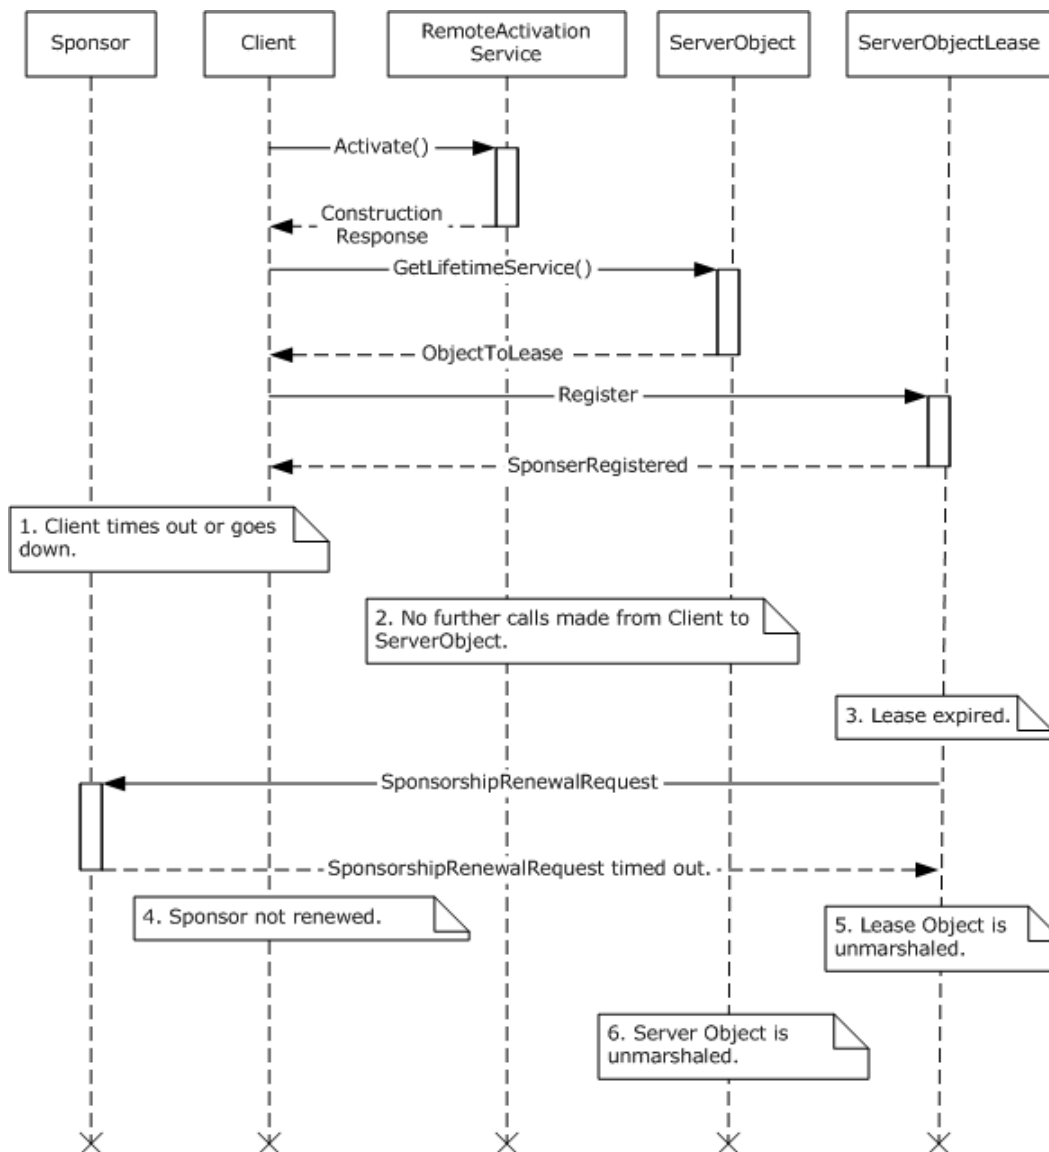 Sponsor
Client
RemoteActivation
Service
ServerObject
ServerObjectLease
Activate()
Construction
Response
GetLifetimeService()
ObjectToLease
Register
SponserRegistered
1. Client times out or goes
down.
2. No further calls made from Client to
ServerObject.
3. Lease expired.
SponsorshipRenewalRequest
SponsorshipRenewalRequest timed out.
4. Sponsor not renewed.
5. Lease Object is
unmarshaled.
6. Server Object is
unmarshaled.